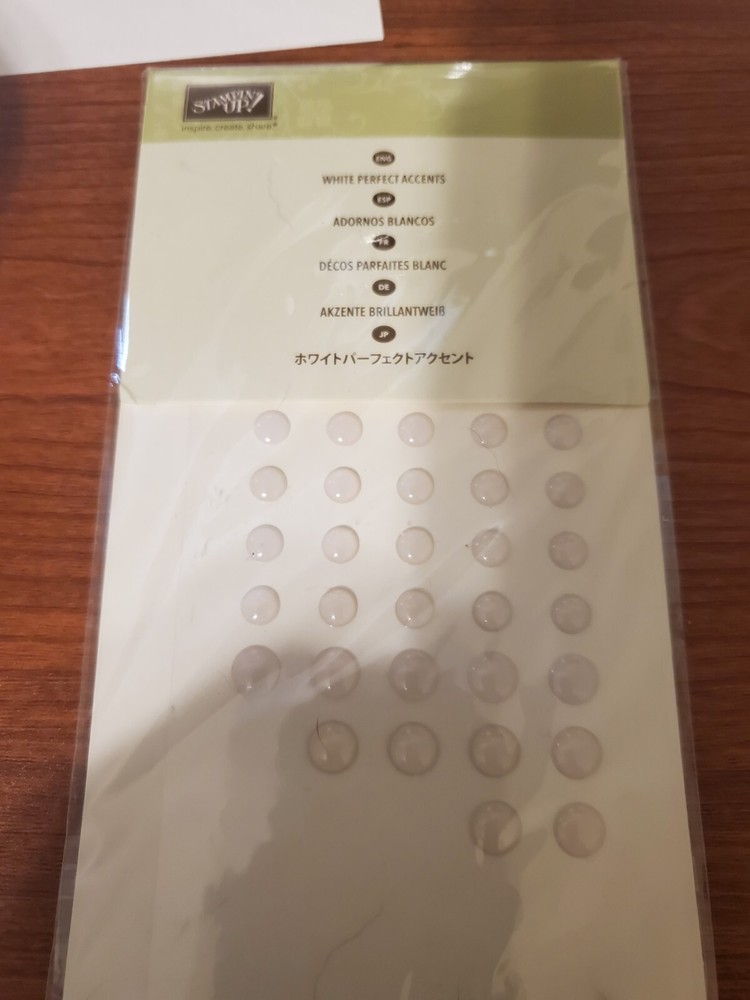 STAMPIN'
UP!
inspire.create.share®
ENG
WHITE PERFECT ACCENTS
ESP
ADORNOS BLANCOS
FR
DÉCOS PARFAITES BLANC
DE
AKZENTE BRILLANTWEIß
JP
ホワイトパーフェクトアクセント